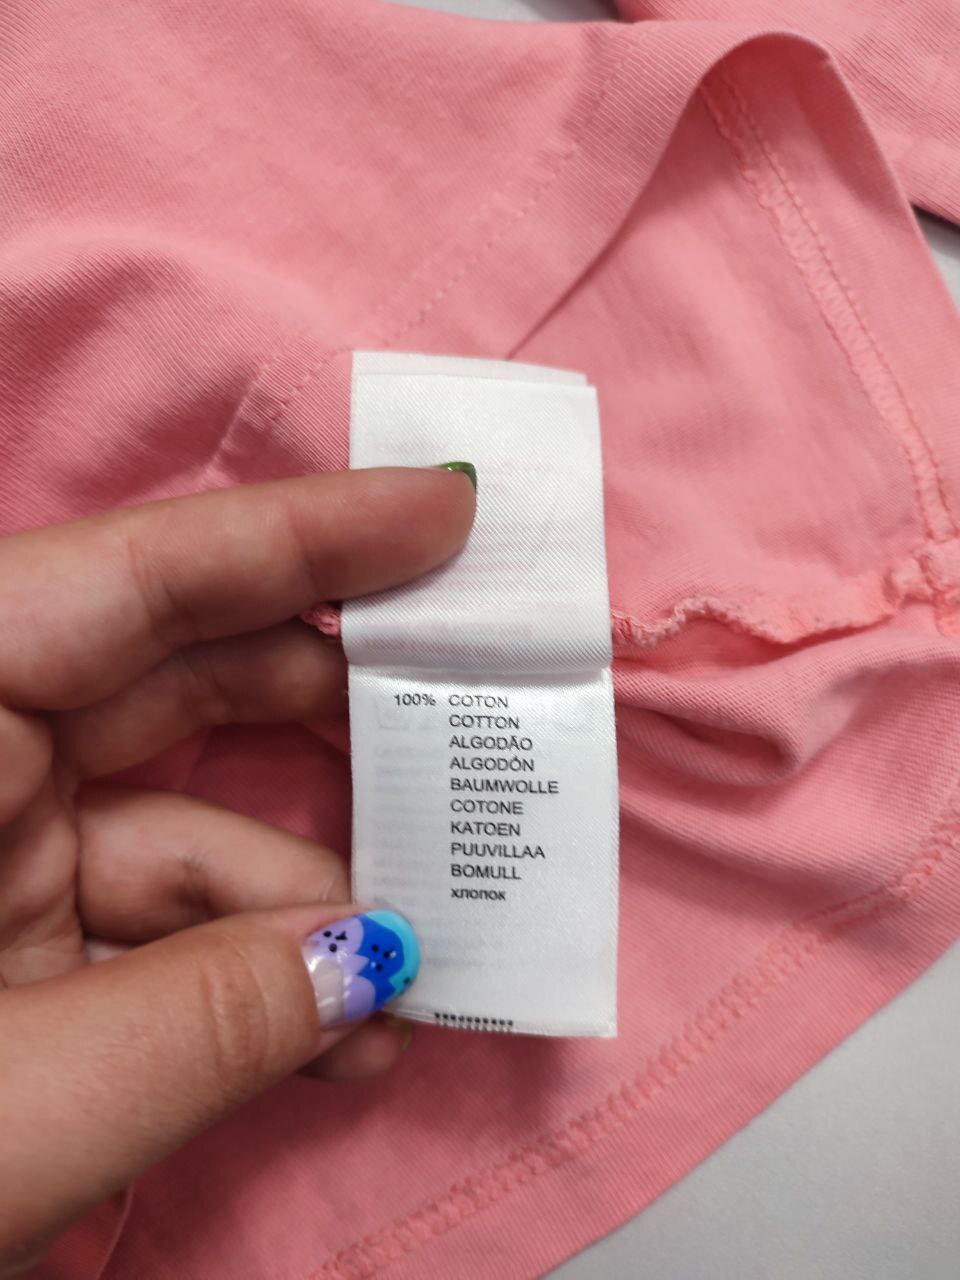 100% COTON
COTTON
ALGODÃO
ALGODÓN
BAUMWOLLE
COTONE
KATOEN
PUUVILLAA
BOMULL
хлопок